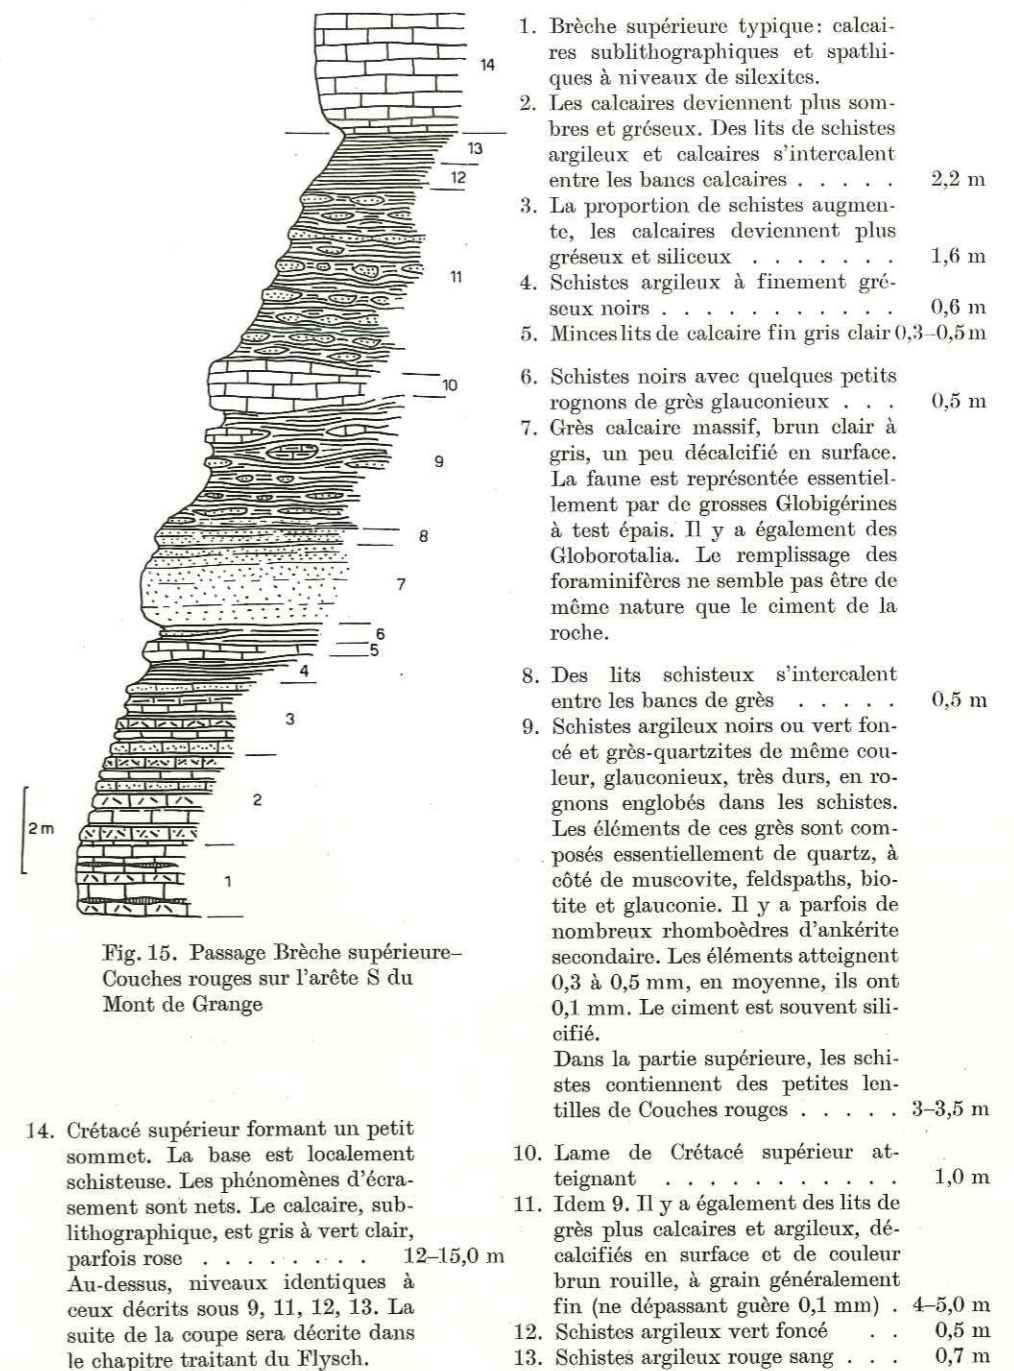 14
13
12
11
10
9
8
7
6
5
4
3
2
2 m
1
Fig. 15. Passage Brèche supérieure–
Couches rouges sur l'arête S du
Mont de Grange
1. Brèche supérieure typique: calcai-
res sublithographiques et spathi-
ques à niveaux de silexites.
2. Les calcaires deviennent plus som-
bres et gréseux. Des lits de schistes
argileux et calcaires s'intercalent
entre les bancs calcaires . . . . . 2,2 m
3. La proportion de schistes augmen-
te, les calcaires deviennent plus
gréseux et siliceux . . . . . . . 1,6 m
4. Schistes argileux à finement gré-
seux noirs . . . . . . . . . . . 0,6 m
5. Minces lits de calcaire fin gris clair 0,3–0,5 m
6. Schistes noirs avec quelques petits
rognons de grès glauconieux . . . 0,5 m
7. Grès calcaire massif, brun clair à
gris, un peu décalcifié en surface.
La faune est représentée essentiel-
lement par de grosses Globigérines
à test épais. Il y a également des
Globorotalia. Le remplissage des
foraminifères ne semble pas être de
même nature que le ciment de la
roche.
8. Des lits schisteux s'intercalent
entre les bancs de grès . . . . . 0,5 m
9. Schistes argileux noirs ou vert fon-
cé et grès-quartzites de même cou-
leur, glauconieux, très durs, en ro-
gnons englobés dans les schistes.
Les éléments de ces grès sont com-
posés essentiellement de quartz, à
côté de muscovite, feldspaths, bio-
tite et glauconie. Il y a parfois de
nombreux rhomboèdres d'ankérite
secondaire. Les éléments atteignent
0,3 à 0,5 mm, en moyenne, ils ont
0,1 mm. Le ciment est souvent sili-
cifié.
Dans la partie supérieure, les schi-
stes contiennent des petites len-
tilles de Couches rouges . . . . . 3–3,5 m
10. Lame de Crétacé supérieur at-
teignant . . . . . . . . . . . 1,0 m
11. Idem 9. Il y a également des lits de
grès plus calcaires et argileux, dé-
calcifiés en surface et de couleur
brun rouille, à grain généralement
fin (ne dépassant guère 0,1 mm) . 4–5,0 m
12. Schistes argileux vert foncé . . 0,5 m
13. Schistes argileux rouge sang . . . 0,7 m
14. Crétacé supérieur formant un petit
sommet. La base est localement
schisteuse. Les phénomènes d'écra-
sement sont nets. Le calcaire, sub-
lithographique, est gris à vert clair,
parfois rose . . . . . . . . 12–15,0 m
Au-dessus, niveaux identiques à
ceux décrits sous 9, 11, 12, 13. La
suite de la coupe sera décrite dans
le chapitre traitant du Flysch.